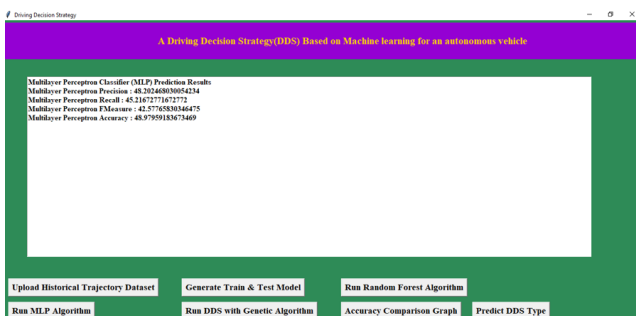 Driving Decision Strategy
A Driving Decision Strategy(DDS) Based on Machine learning for an autonomous vehicle
Multilayer Perceptron Classifier (MLP) Prediction Results
Multilayer Perceptron Precision : 48.202468030054234
Multilayer Perceptron Recall : 45.21672771672772
Multilayer Perceptron FMeasure : 42.57765830346475
Multilayer Perceptron Accuracy : 48.97959183673469
Upload Historical Trajectory Dataset Generate Train & Test Model Run Random Forest Algorithm
Run MLP Algorithm Run DDS with Genetic Algorithm Accuracy Comparison Graph Predict DDS Type